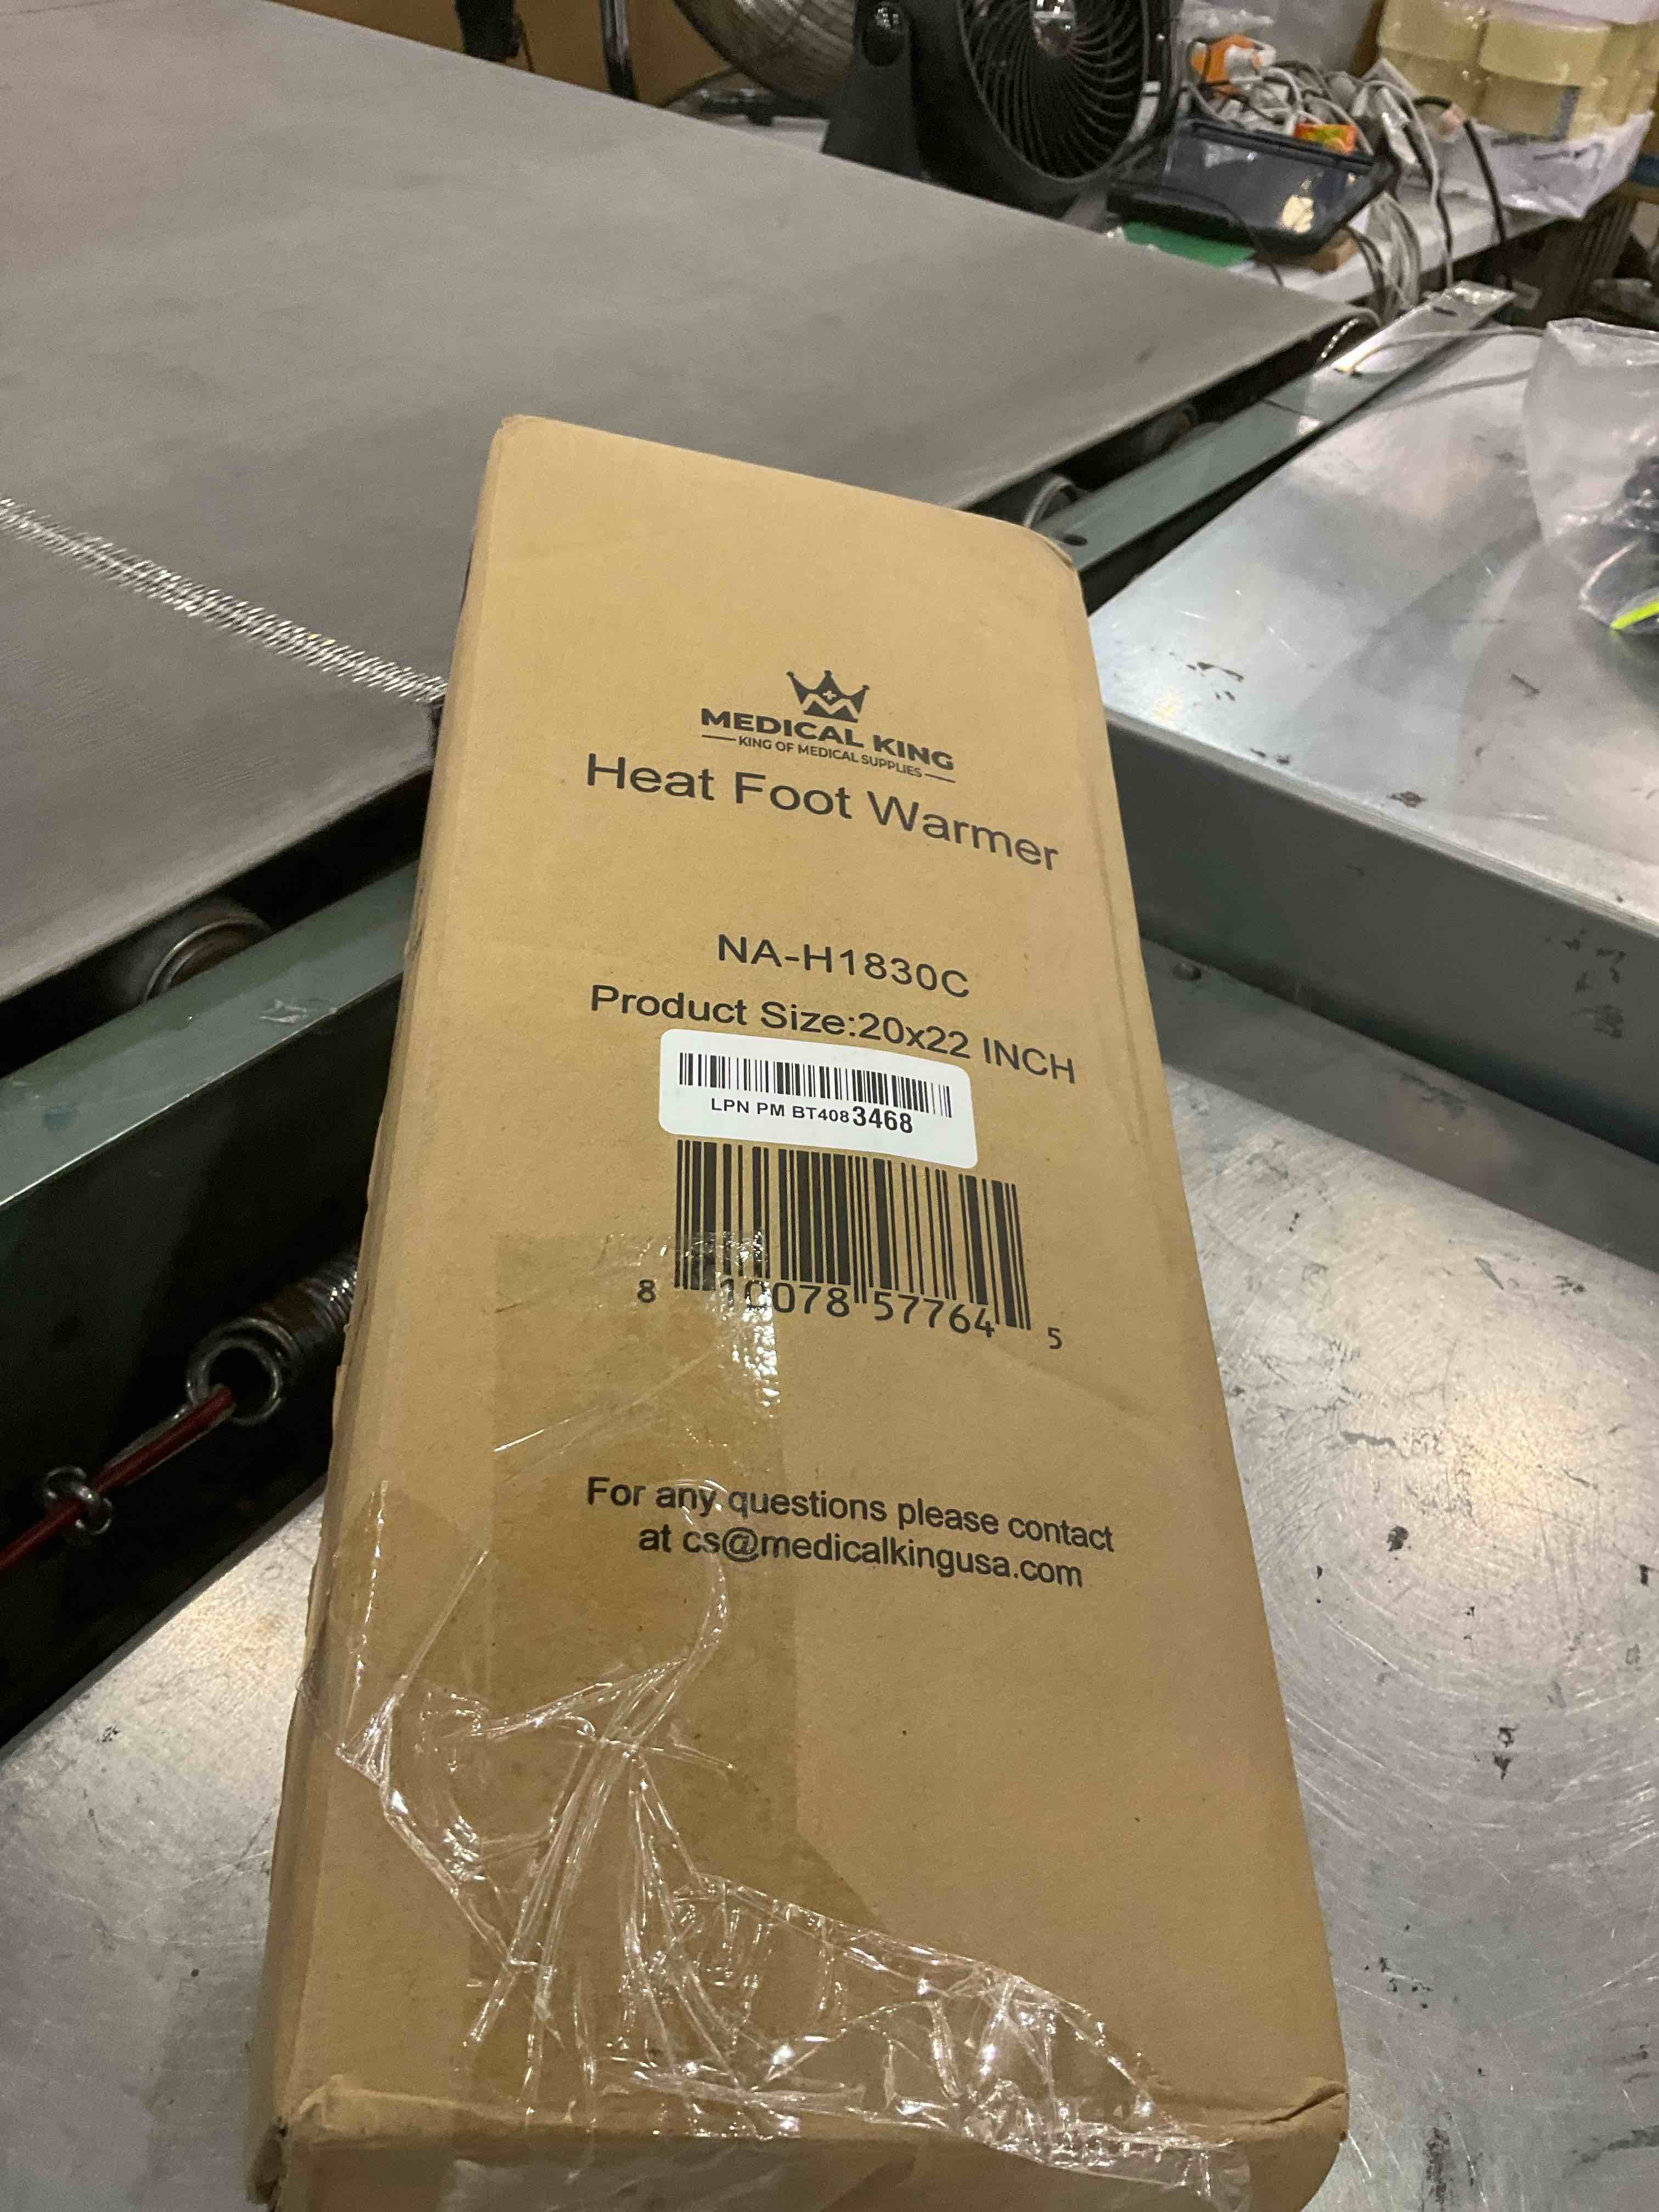 MEDICAL KING
KING OF MEDICAL SUPPLIES
Heat Foot Warmer
NA-H1830C
Product Size:20x22 INCH
LPN PM BT4083468
8 10078 57764 5
For any questions please contact
at cs@medicalkingusa.com